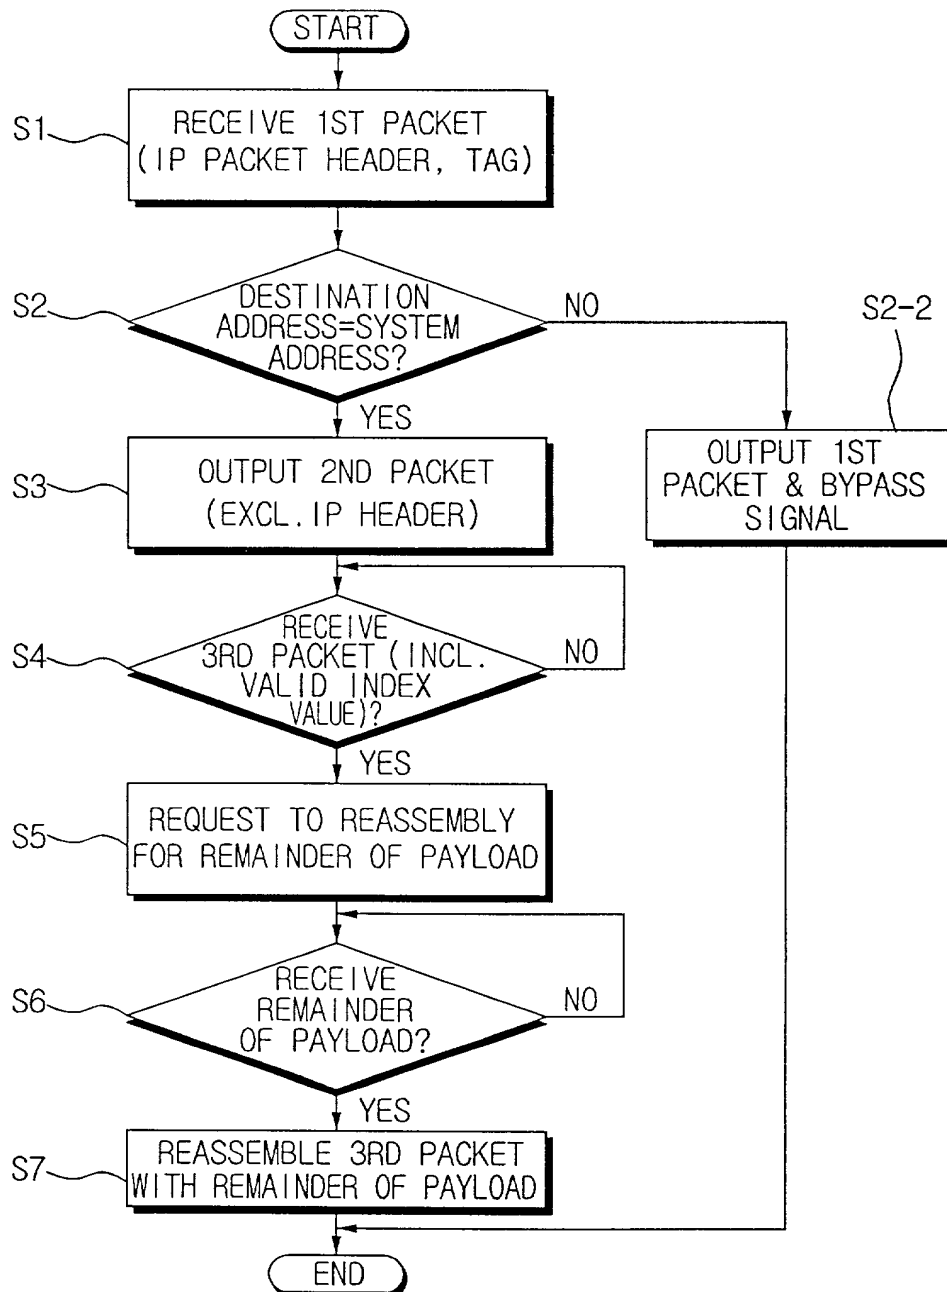 START
S1
RECEIVE 1ST PACKET
(IP PACKET HEADER, TAG)
S2
DESTINATION
ADDRESS=SYSTEM
ADDRESS?
NO
S2-2
YES
OUTPUT 1ST
PACKET & BYPASS
SIGNAL
S3
OUTPUT 2ND PACKET
(EXCL.IP HEADER)
S4
RECEIVE
3RD PACKET (INCL.
VALID INDEX
VALUE)?
NO
YES
S5
REQUEST TO REASSEMBLY
FOR REMAINDER OF PAYLOAD
S6
RECEIVE
REMAINDER
OF PAYLOAD?
NO
YES
S7
REASSEMBLE 3RD PACKET
WITH REMAINDER OF PAYLOAD
END